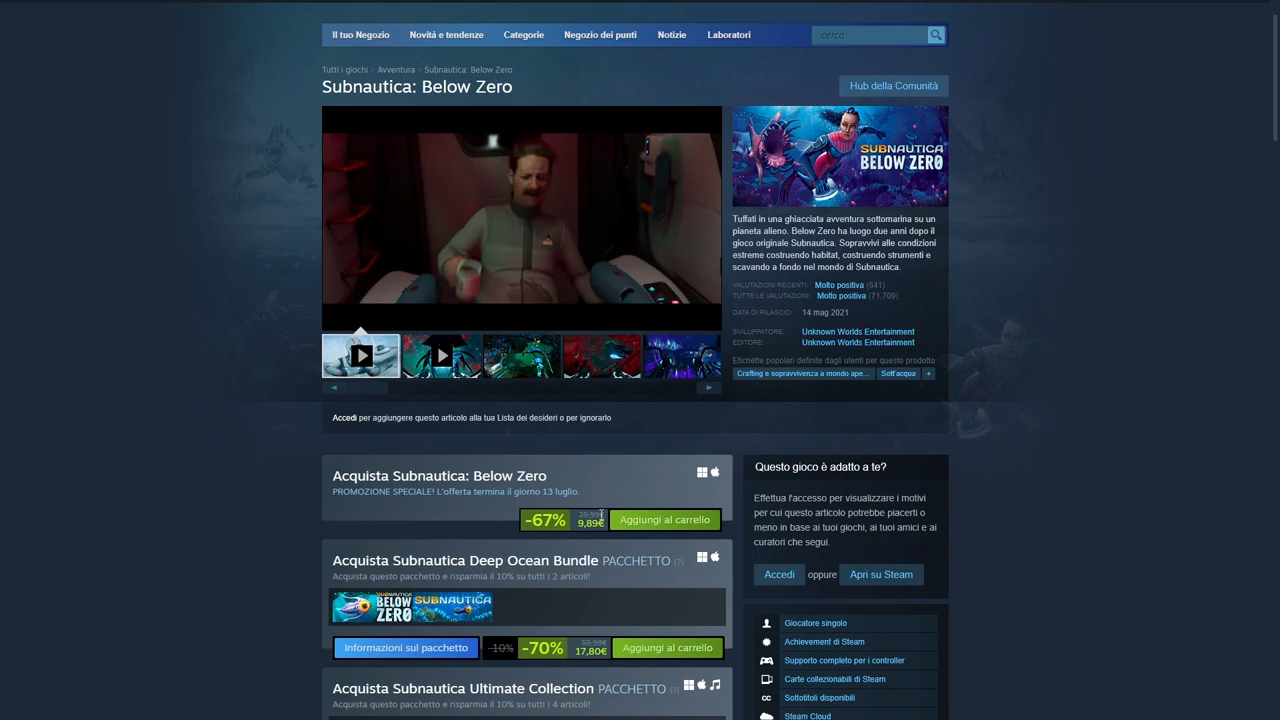 Il tuo Negozio
Novità e tendenze
Categorie
Negozio dei punti
Notizie
Laboratori
cerca
Tutti i giochi > Avventura > Subnautica: Below Zero
Subnautica: Below Zero
Hub della Comunità
SUBNAUTICA
BELOW ZERO
Tuffati in una ghiacciata avventura sottomarina su un
pianeta alieno. Below Zero ha luogo due anni dopo il
gioco originale Subnautica. Sopravvivi alle condizioni
estreme costruendo habitat, costruendo strumenti e
scavando a fondo nel mondo di Subnautica.
VALUTAZIONI RECENTI: Molto positiva (641)
TUTTE LE VALUTAZIONI: Molto positiva (71,709)
DATA DI RILASCIO: 14 mag 2021
SVILUPPATORE: Unknown Worlds Entertainment
EDITORE: Unknown Worlds Entertainment
Etichette popolari definite dagli utenti per questo prodotto:
Crafting e sopravvivenza a mondo ape...
Sott'acqua
+
Accedi per aggiungere questo articolo alla tua Lista dei desideri o per ignorarlo
Acquista Subnautica: Below Zero
PROMOZIONE SPECIALE! L'offerta termina il giorno 13 luglio.
-67%
29,99€
9,89€
Aggiungi al carrello
Acquista Subnautica Deep Ocean Bundle PACCHETTO (?)
Acquista questo pacchetto e risparmia il 10% su tutti i 2 articoli!
SUBNAUTICA
BELOW
ZERO
SUBNAUTICA
Informazioni sul pacchetto
-10%
-70%
59,98€
17,80€
Aggiungi al carrello
Acquista Subnautica Ultimate Collection PACCHETTO (?)
Acquista questo pacchetto e risparmia il 10% su tutti i 4 articoli!
Questo gioco è adatto a te?
Effettua l'accesso per visualizzare i motivi
per cui questo articolo potrebbe piacerti o
meno in base ai tuoi giochi, ai tuoi amici e ai
curatori che segui.
Accedi oppure Apri su Steam
Giocatore singolo
Achievement di Steam
Supporto completo per i controller
Carte collezionabili di Steam
CC Sottotitoli disponibili
Steam Cloud